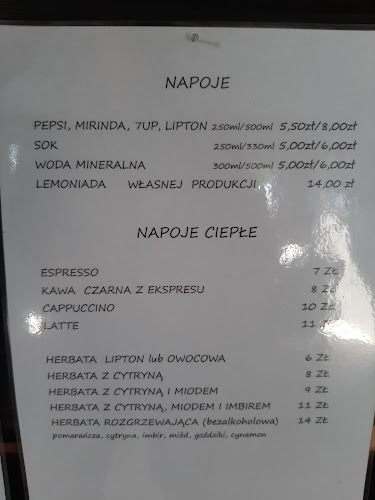 NAPOJE
PEPSI, MIRINDA, 7UP, LIPTON 250ml/500ml 5,50zł/8,00zł
SOK 250ml/330ml 5,00zł/6,00zł
WODA MINERALNA 300ml/500ml 5,00zł/6,00zł
LEMONIADA WŁASNEJ PRODUKCJI 14,00 zł
NAPOJE CIEPŁE
ESPRESSO 7 ZŁ
KAWA CZARNA Z EKSPRESU 8 ZŁ
CAPPUCCINO 10 ZŁ
LATTE 11 ZŁ
HERBATA LIPTON lub OWOCOWA 6 ZŁ
HERBATA Z CYTRYNĄ 8 ZŁ
HERBATA Z CYTRYNĄ I MIODEM 9 ZŁ
HERBATA Z CYTRYNĄ, MIODEM I IMBIREM 11 ZŁ
HERBATA ROZGRZEWAJĄCA (bezalkoholowa) 14 ZŁ
pomarańcza, cytryna, imbir, miód, goździki, cynamon